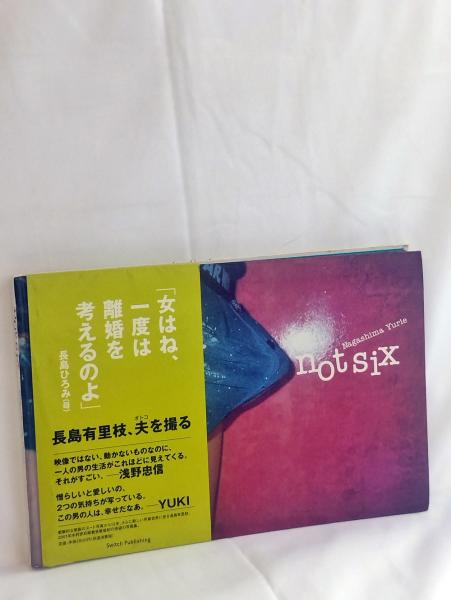 「女はね、
一度は
離婚を
考えるのよ」
長島ひろみ(母)
長島有里枝、夫を撮る
オトコ
映像ではない、動かないものなのに、
一人の男の生活がこれほどに見えてくる。
それがすごい。――浅野忠信
憎らしいと愛しいの、
2つの気持ちが写っている。
この男の人は、幸せだなあ。――YUKI
Switch Publishing
Nagashima Yurie
not six